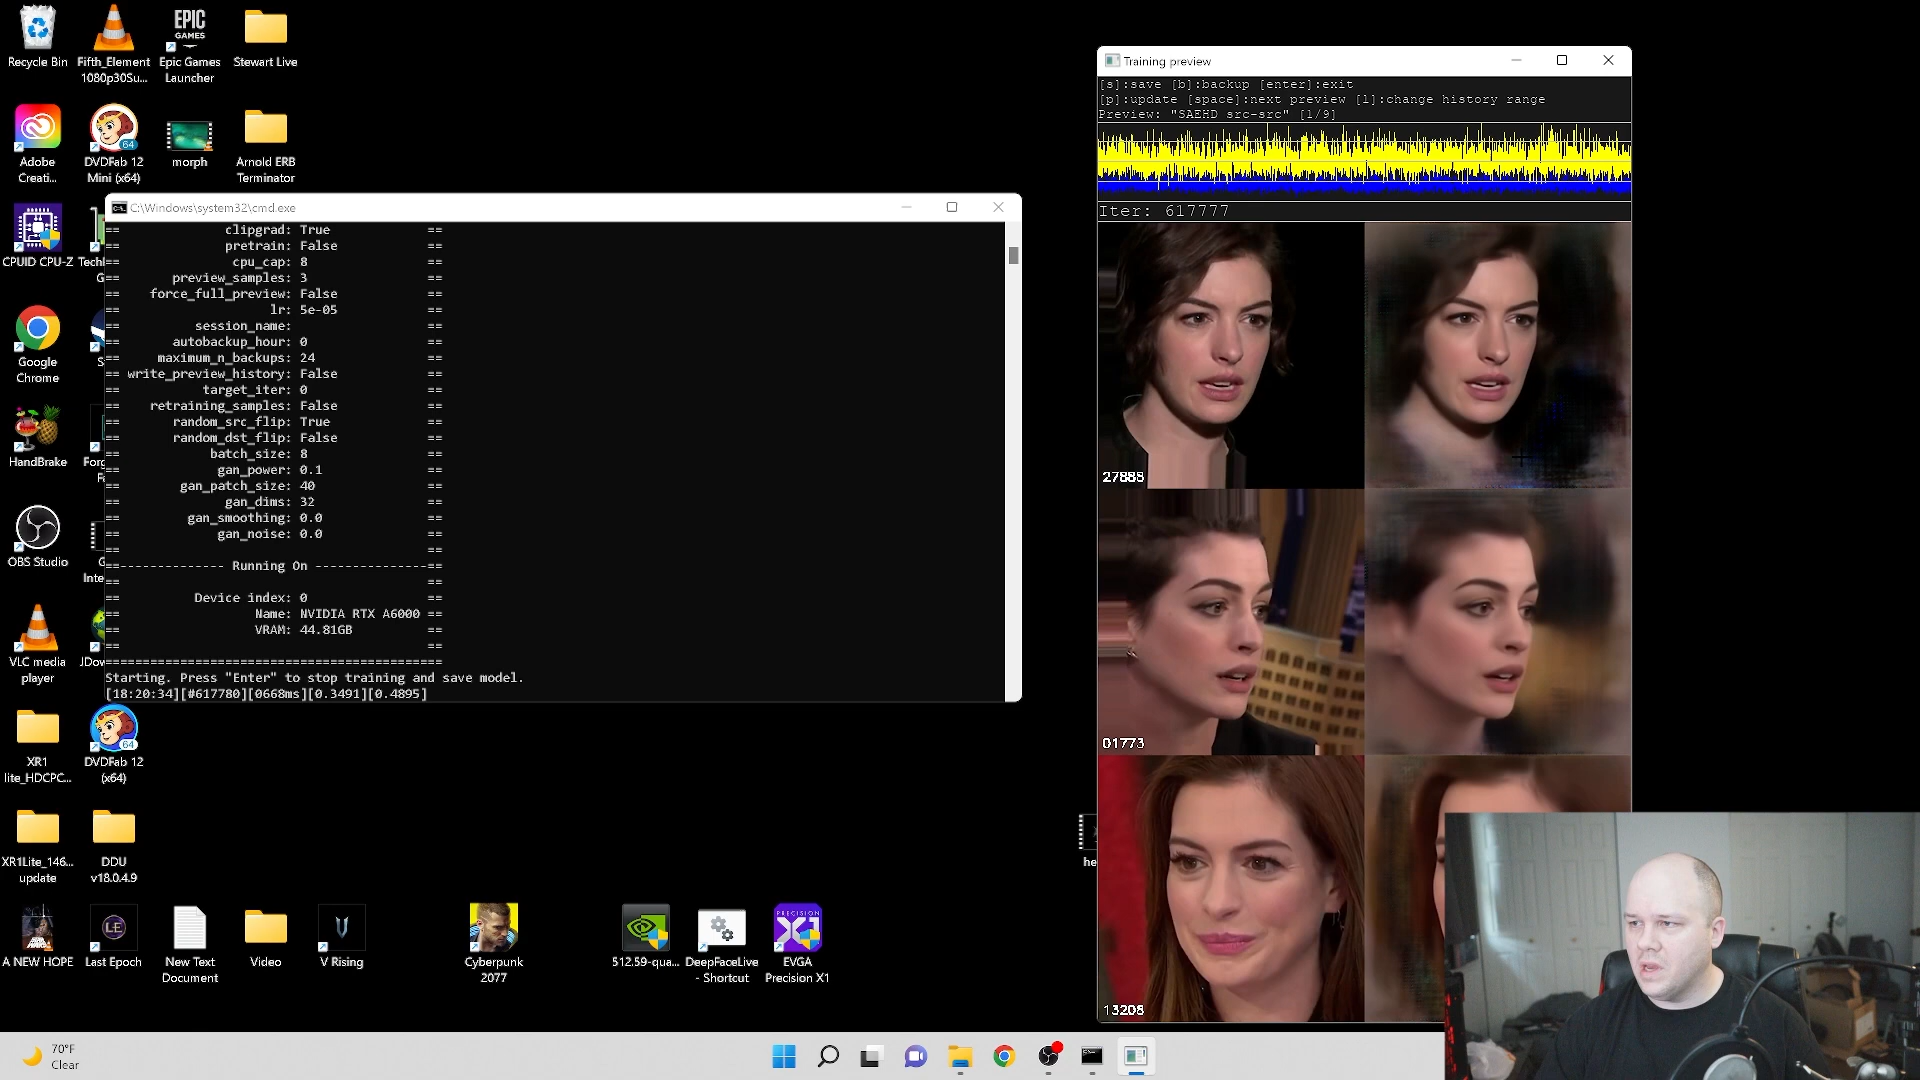 Recycle Bin
Fifth_Element
1080p30Su...
EPIC
GAMES
Epic Games
Launcher
Stewart Live
Adobe
Creati...
64
DVDFab 12
Mini (x64)
morph
Arnold ERB
Terminator
CPUID CPU-Z
Google
Chrome
HandBrake
OBS Studio
VLC media
player
XR1
lite_HDCPC...
64
DVDFab 12
(x64)
XR1Lite_146...
update
DDU
v18.0.4.9
A NEW HOPE
LE
Last Epoch
New Text
Document
Video
V Rising
Cyberpunk
2077
512.59-qua...
DeepFaceLive
- Shortcut
PRECISION
X1
EVGA
Precision X1
C:\Windows\system32\cmd.exe
== clipgrad: True ==
== pretrain: False ==
== cpu_cap: 8 ==
== preview_samples: 3 ==
== force_full_preview: False ==
== lr: 5e-05 ==
== session_name: ==
== autobackup_hour: 0 ==
== maximum_n_backups: 24 ==
== write_preview_history: False ==
== target_iter: 0 ==
== retraining_samples: False ==
== random_src_flip: True ==
== random_dst_flip: False ==
== batch_size: 8 ==
== gan_power: 0.1 ==
== gan_patch_size: 40 ==
== gan_dims: 32 ==
== gan_smoothing: 0.0 ==
== gan_noise: 0.0 ==
== ==
==-------------- Running On ---------------==
== ==
== Device index: 0 ==
== Name: NVIDIA RTX A6000 ==
== VRAM: 44.81GB ==
== ==
=============================================
Starting. Press "Enter" to stop training and save model.
[18:20:34][#617780][0668ms][0.3491][0.4895]
Training preview
[s]:save [b]:backup [enter]:exit
[p]:update [space]:next preview [l]:change history range
Preview: "SAEHD src-src" [1/9]
Iter: 617777
27885
01773
13208
70°F
Clear